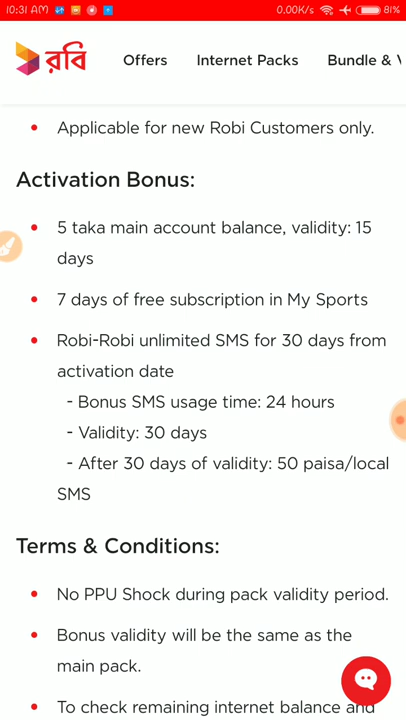 10:31 AM 0.00K/s 81%
রবি Offers Internet Packs Bundle &
• Applicable for new Robi Customers only.
Activation Bonus:
• 5 taka main account balance, validity: 15
days
• 7 days of free subscription in My Sports
• Robi-Robi unlimited SMS for 30 days from
activation date
- Bonus SMS usage time: 24 hours
- Validity: 30 days
- After 30 days of validity: 50 paisa/local
SMS
Terms & Conditions:
• No PPU Shock during pack validity period.
• Bonus validity will be the same as the
main pack.
• To check remaining internet balance and